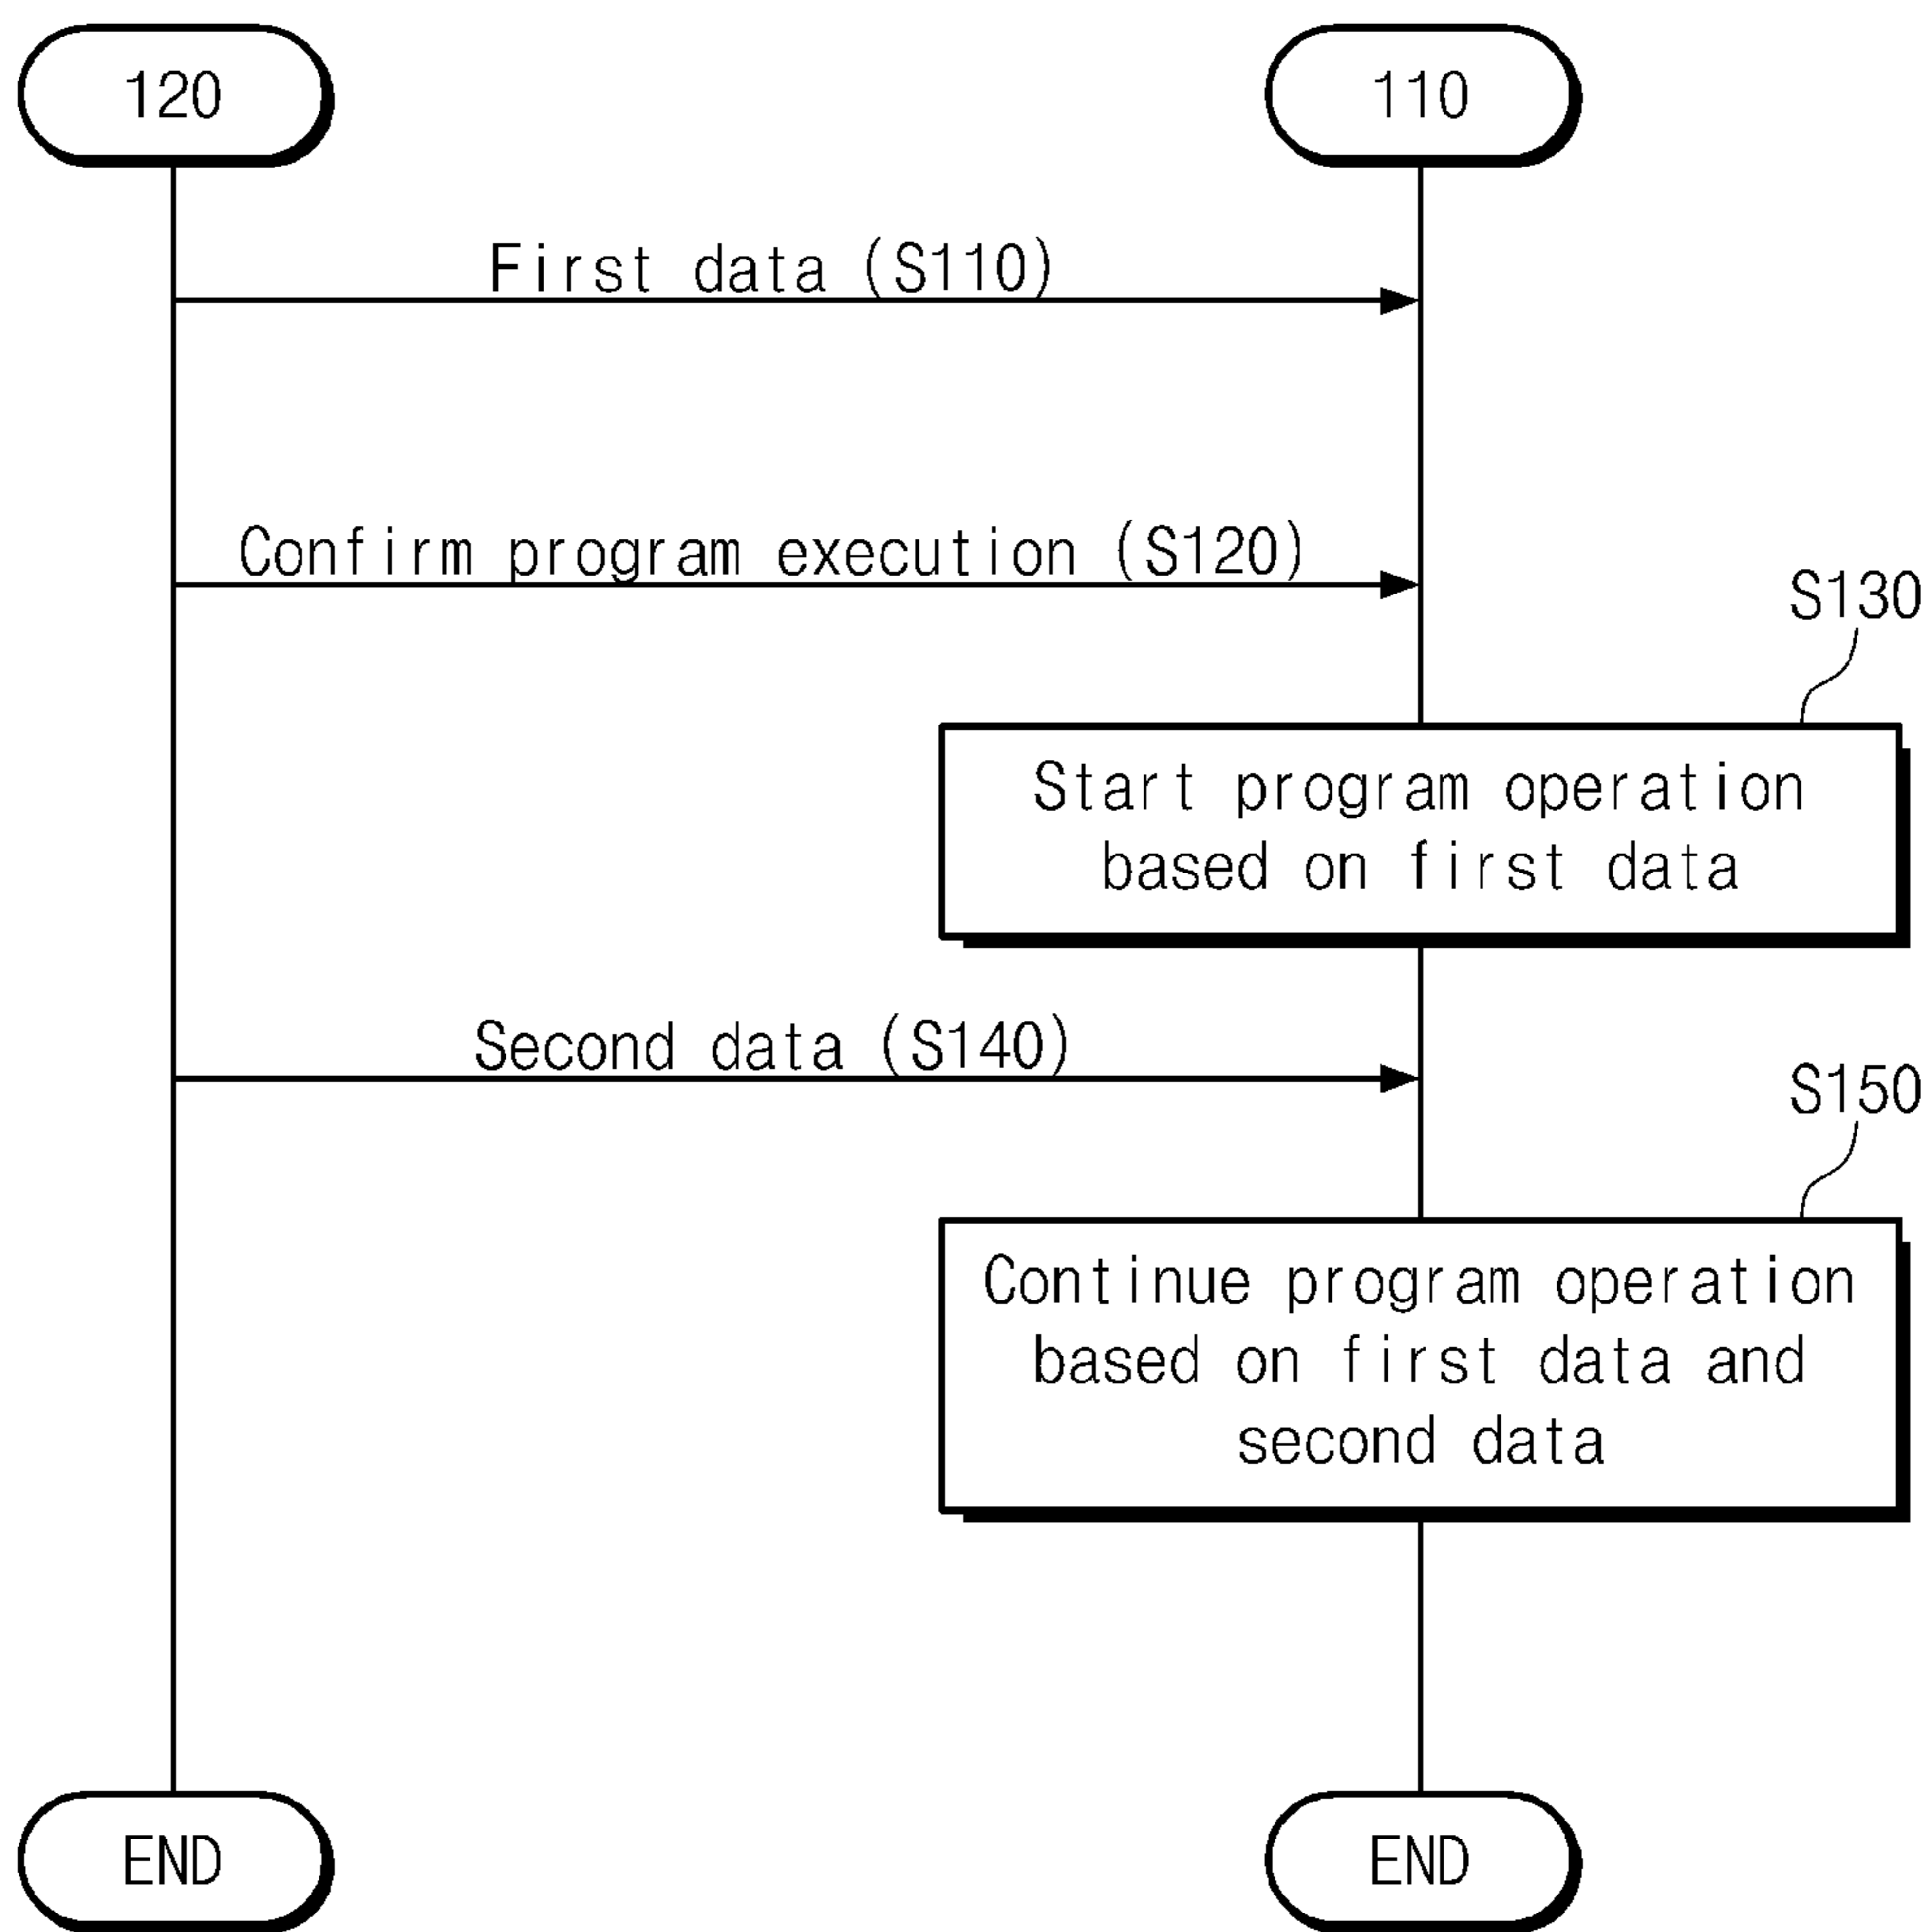 120
110
First data (S110)
Confirm program execution (S120)
S130
Start program operation
based on first data
Second data (S140)
S150
Continue program operation
based on first data and
second data
END
END